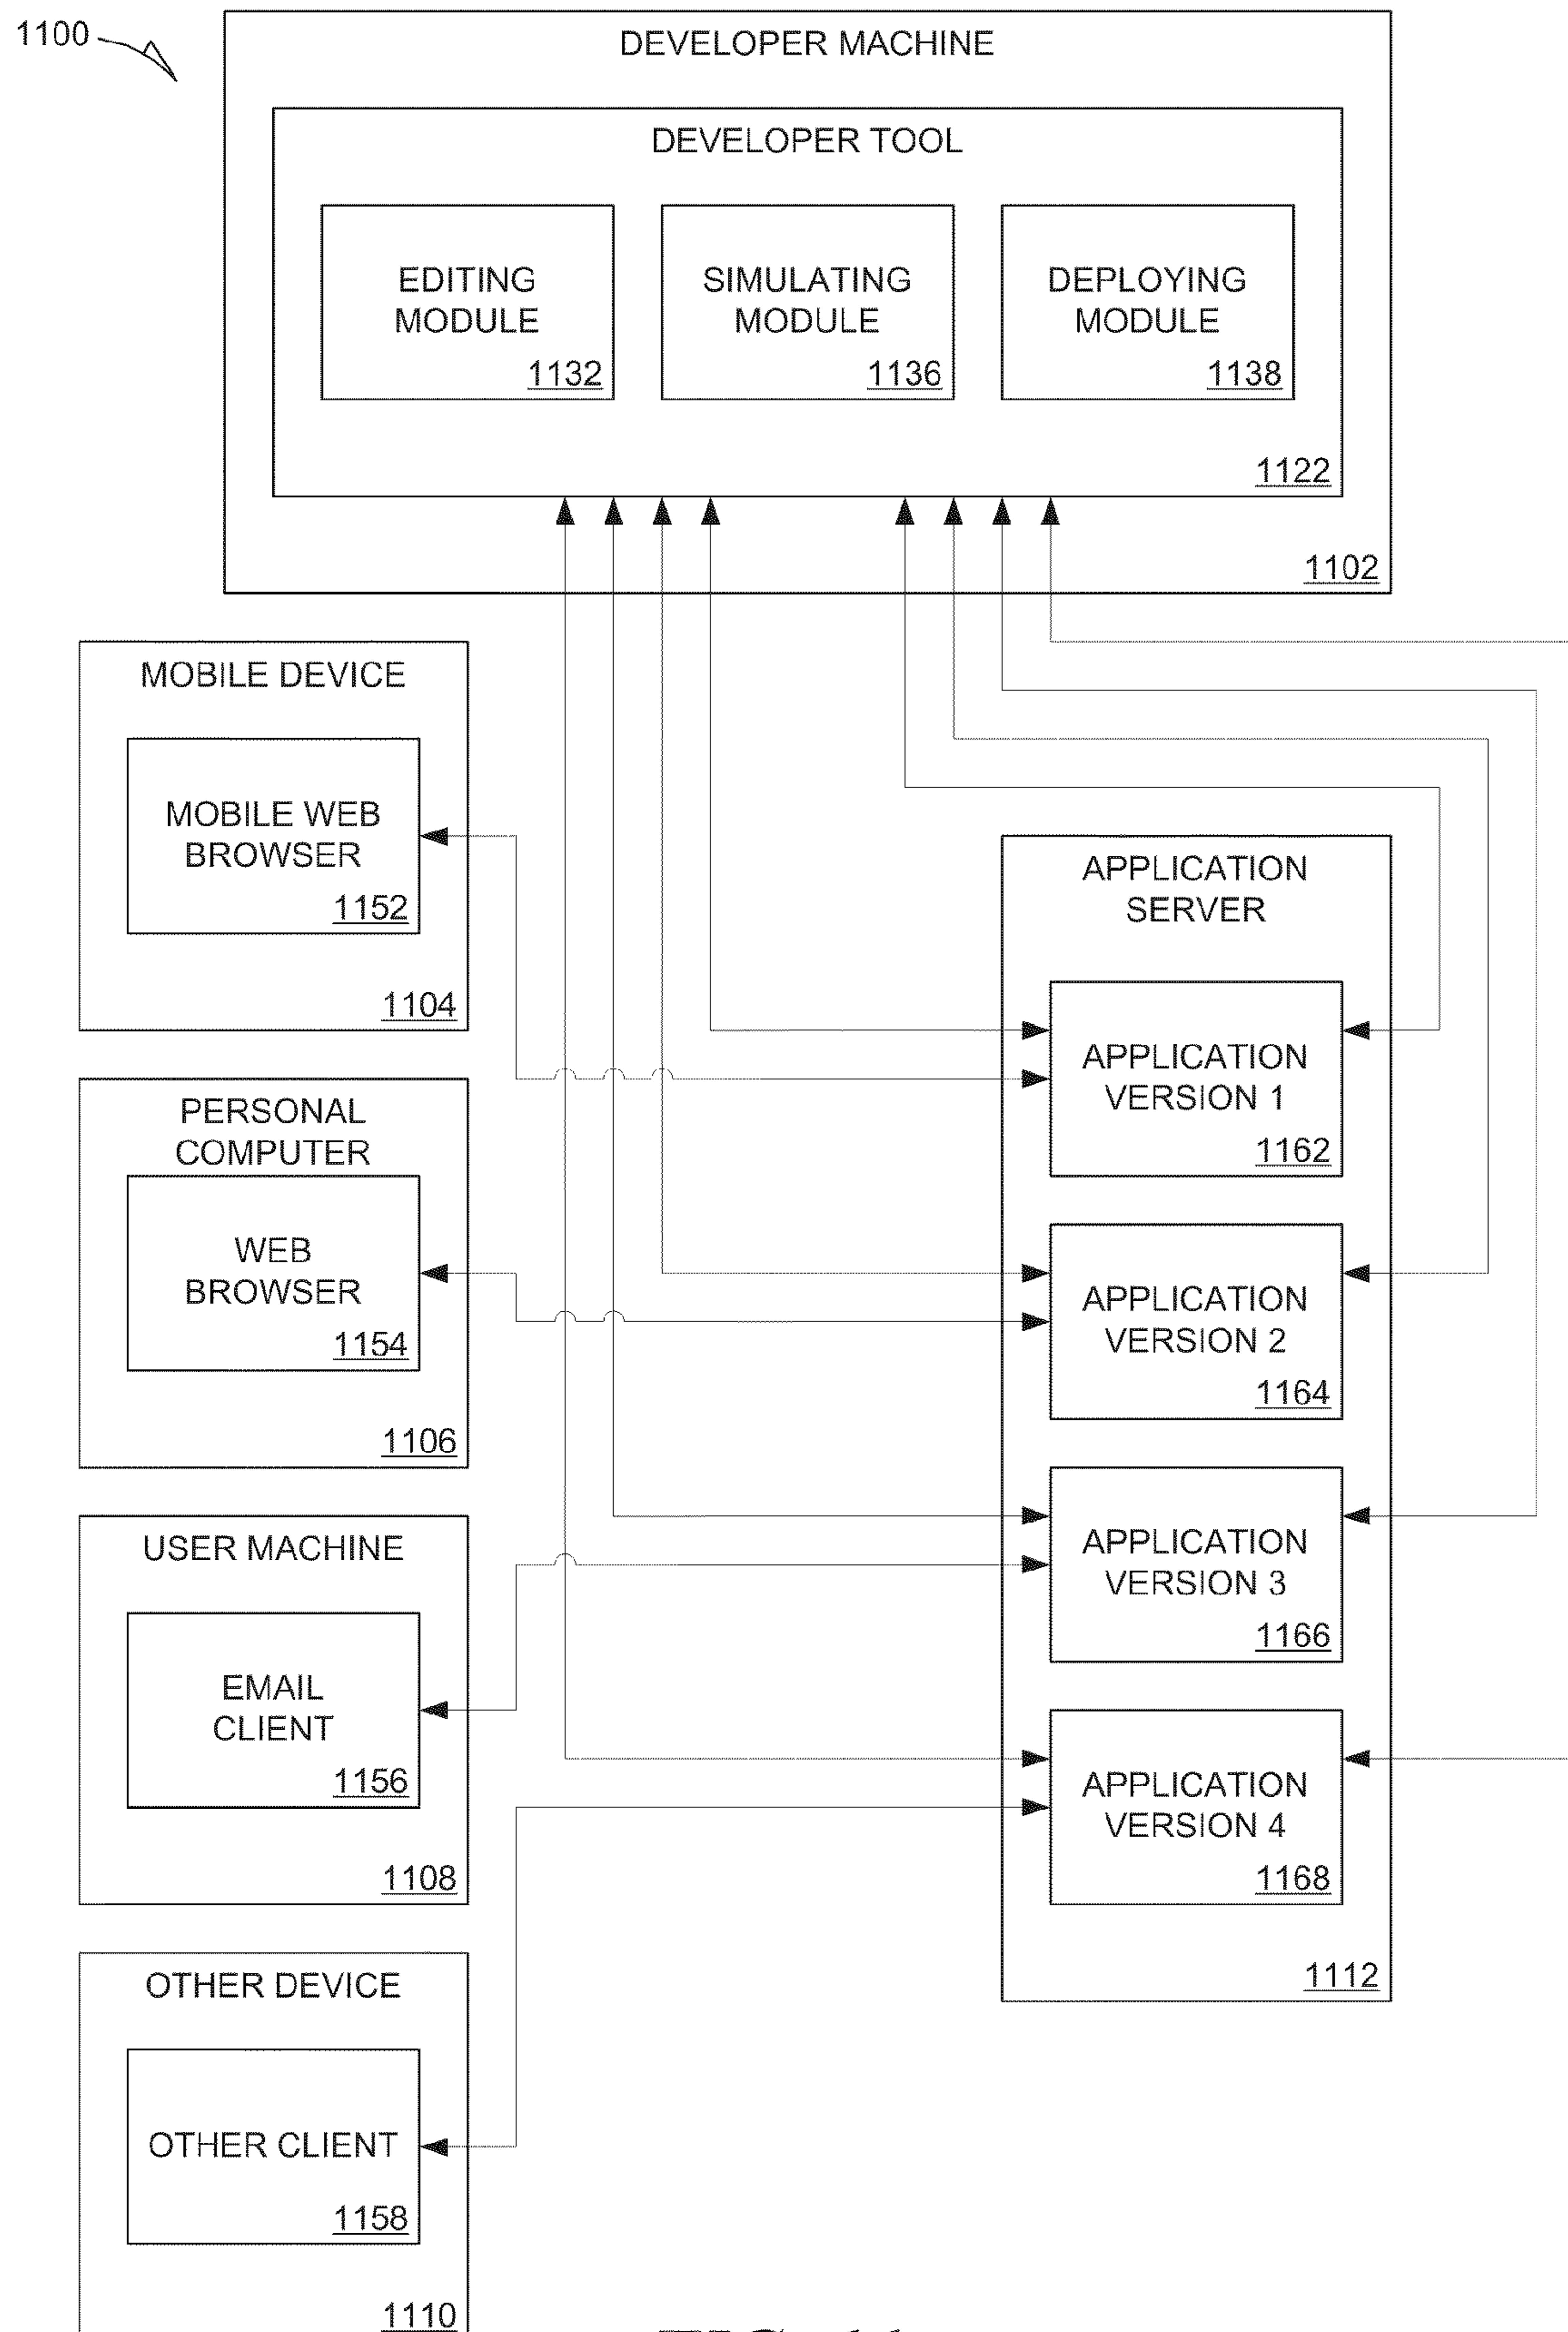 1100
DEVELOPER MACHINE
DEVELOPER TOOL
EDITING
MODULE
1132
SIMULATING
MODULE
1136
DEPLOYING
MODULE
1138
1122
1102
MOBILE DEVICE
MOBILE WEB
BROWSER
1152
1104
PERSONAL
COMPUTER
WEB
BROWSER
1154
1106
USER MACHINE
EMAIL
CLIENT
1156
1108
OTHER DEVICE
OTHER CLIENT
1158
1110
APPLICATION
SERVER
APPLICATION
VERSION 1
1162
APPLICATION
VERSION 2
1164
APPLICATION
VERSION 3
1166
APPLICATION
VERSION 4
1168
1112